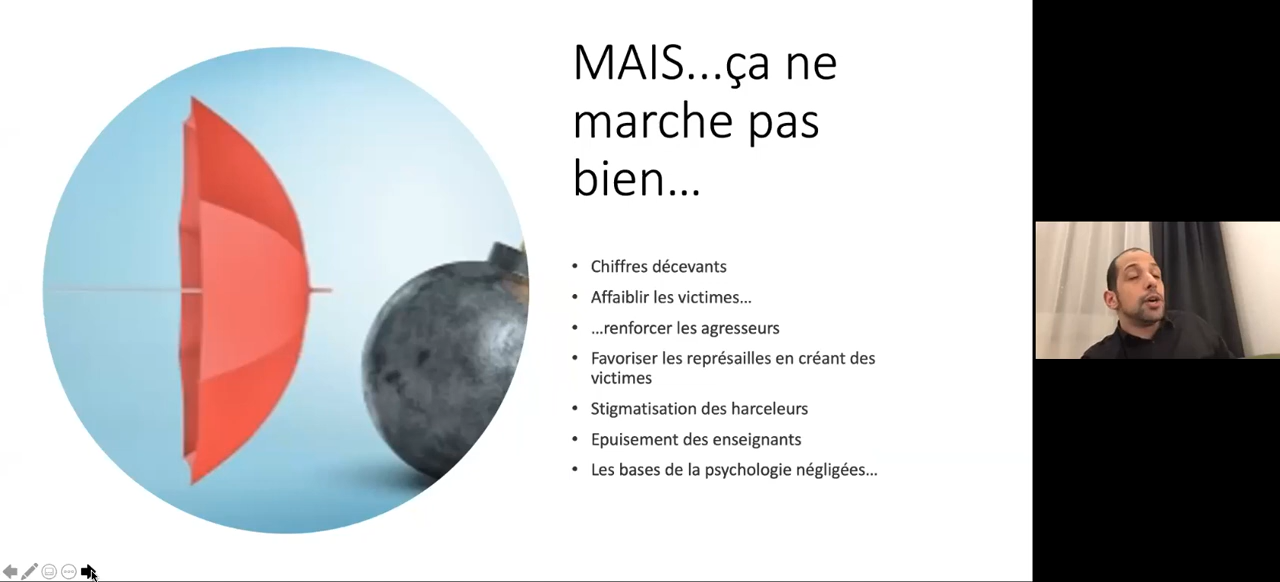 MAIS...ça ne
marche pas
bien...
• Chiffres décevants
• Affaiblir les victimes...
• ...renforcer les agresseurs
• Favoriser les représailles en créant des
victimes
• Stigmatisation des harceleurs
• Epuisement des enseignants
• Les bases de la psychologie négligées...